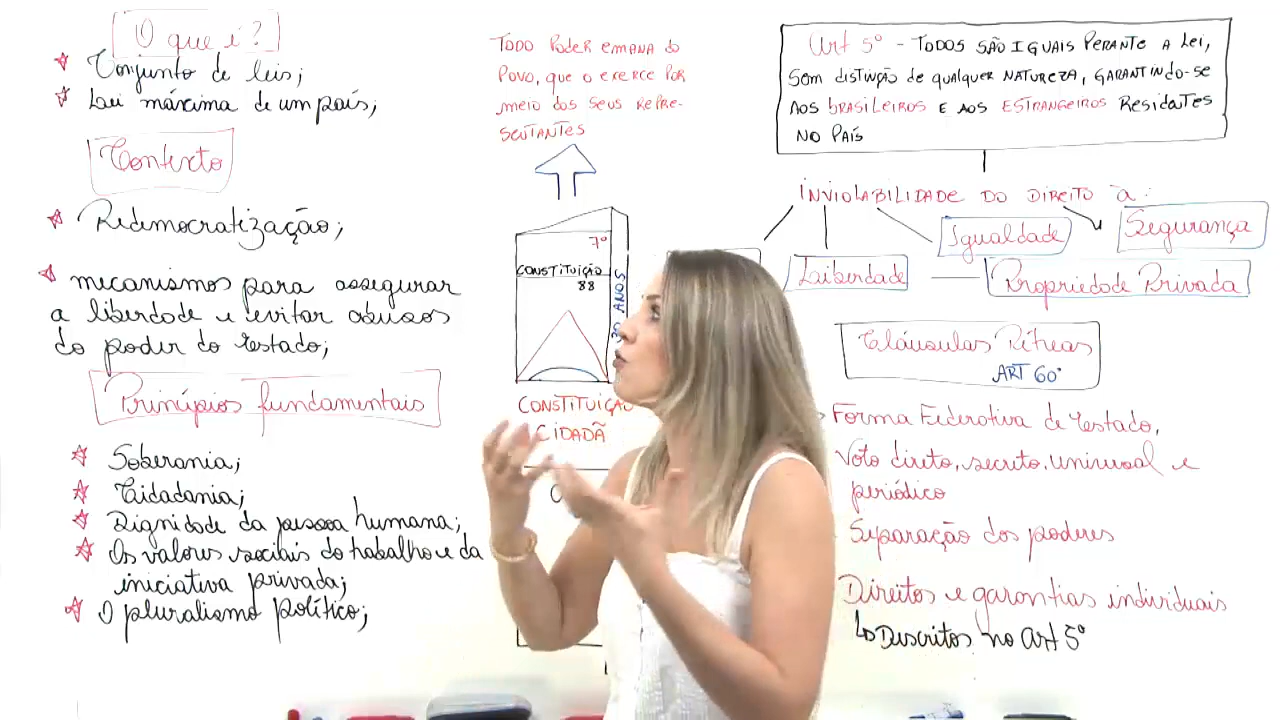 O que é?
Conjunto de leis;
Lei máxima de um país;
Contexto
Redemocratização;
mecanismos para assegurar
a liberdade e evitar abusos
do poder do Estado;
Princípios fundamentais
Soberania;
Cidadania;
Dignidade da pessoa humana;
Os valores sociais do trabalho e da
iniciativa privada;
O pluralismo político;
TODO PODER EMANA DO
POVO, QUE O EXERCE POR
MEIO DOS SEUS REPRE-
SENTANTES
7º
CONSTITUIÇÃO
88
30 ANOS
CONSTITUIÇÃO
CIDADÃ
Art 5º - TODOS SÃO IGUAIS PERANTE A LEI,
SEM DISTINÇÃO DE QUALQUER NATUREZA, GARANTINDO-SE
AOS BRASILEIROS E AOS ESTRANGEIROS RESIDENTES
NO PAÍS
INVIOLABILIDADE DO DIREITO à:
Igualdade
Segurança
Liberdade
Propriedade Privada
Cláusulas Pétreas
ART 60º
Forma Federativa de Estado,
Voto direto, secreto, universal e
periódico
Separação dos poderes
Direitos e garantias individuais
Descritos no Art 5º